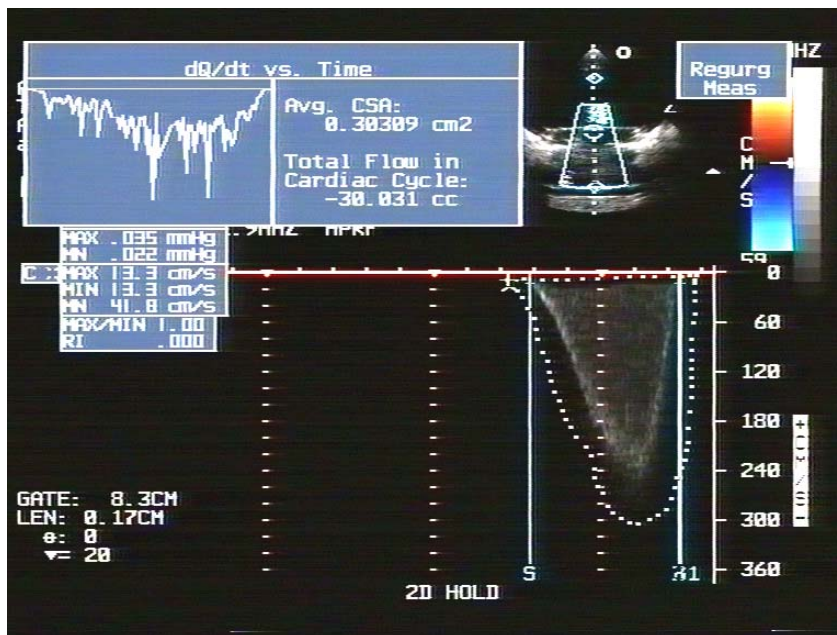 dQ/dt vs. Time
Avg. CSA:
0.30309 cm2
Total Flow in
Cardiac Cycle:
-30.031 cc
Regurg
Meas
HZ
C
M
/
S
59
MAX .035 mmHg
MN .022 mmHg
MAX 13.3 cm/s
MIN 13.3 cm/s
MN 41.8 cm/s
MAX/MIN 1.00
RI .000
0
60
120
180
240
300
360
GATE: 8.3CM
LEN: 0.17CM
θ: 0
▼= 20
S
2D HOLD